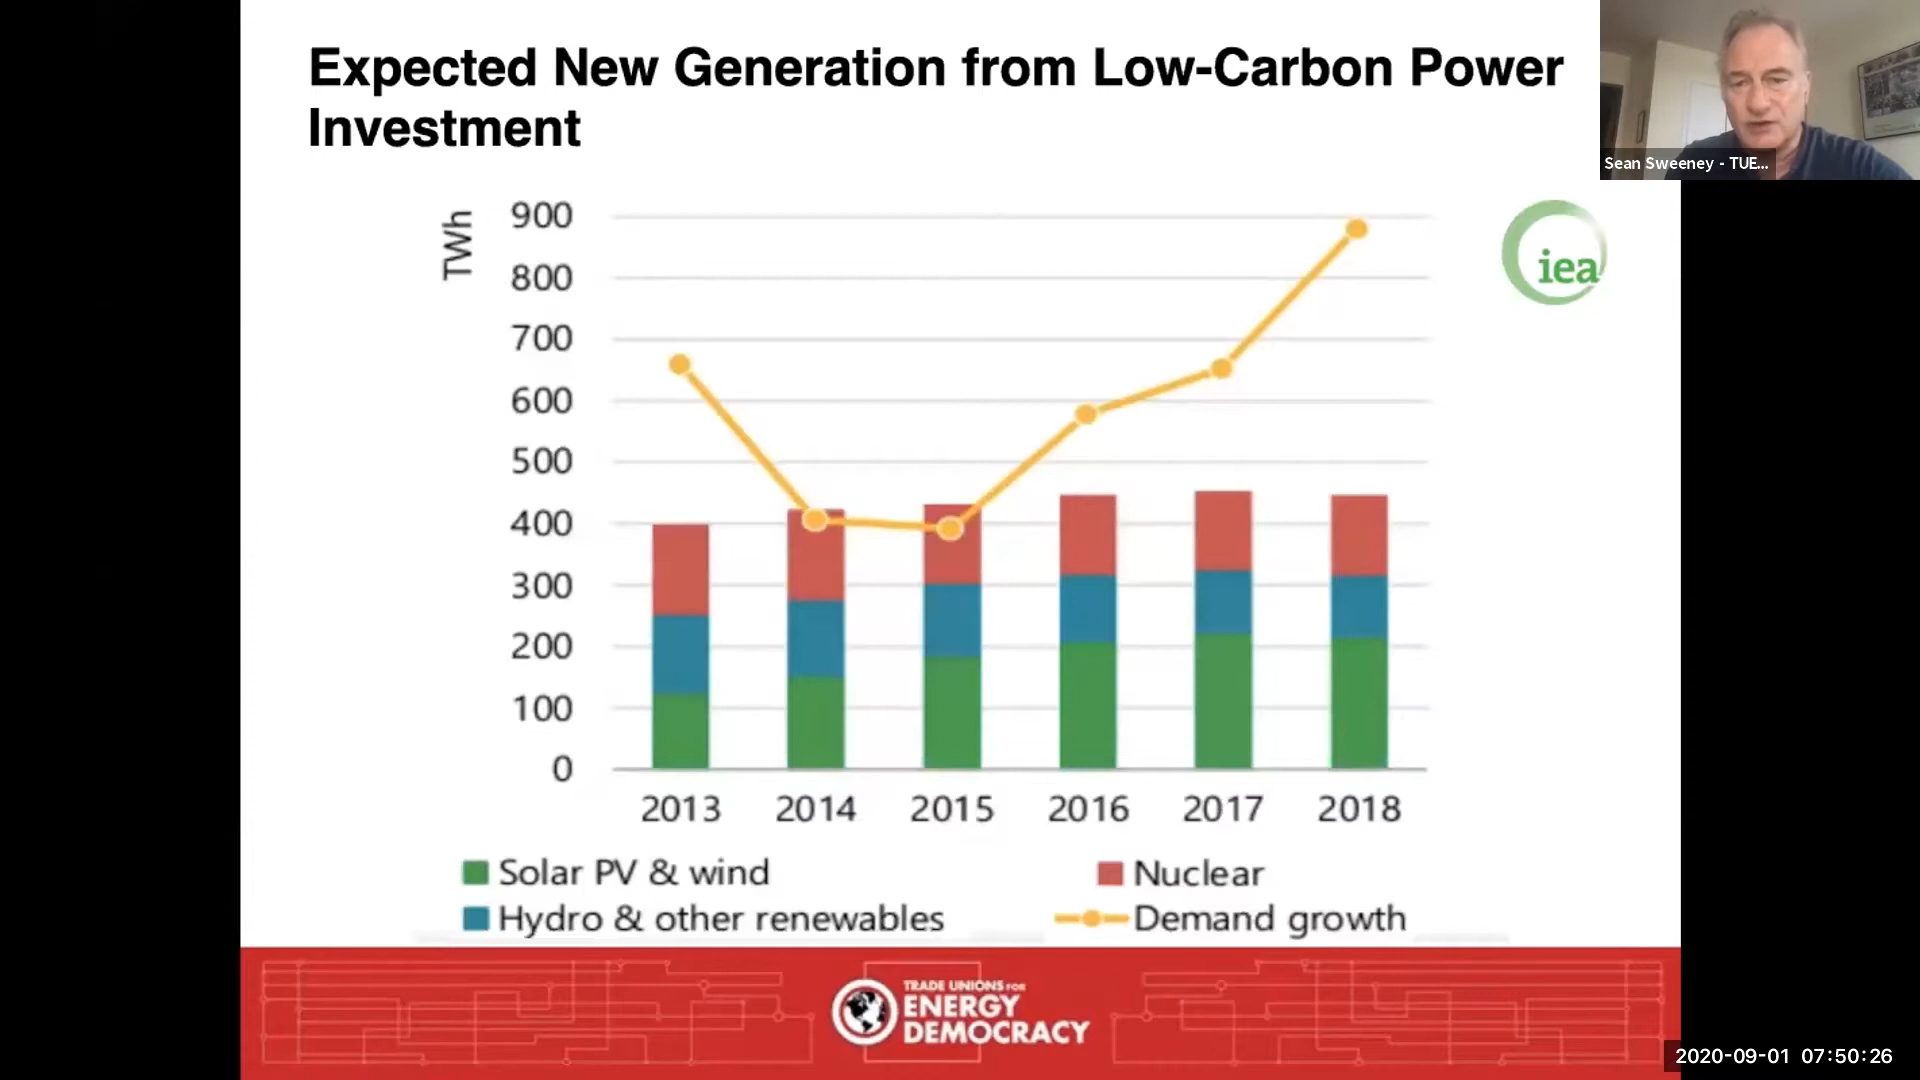 Expected New Generation from Low-Carbon Power
Investment
Sean Sweeney - TUE...
TWh
900
800
700
600
500
400
300
200
100
0
iea
2013 2014 2015 2016 2017 2018
Solar PV & wind
Nuclear
Hydro & other renewables
Demand growth
TRADE UNIONS FOR
ENERGY
DEMOCRACY
2020-09-01 07:50:26